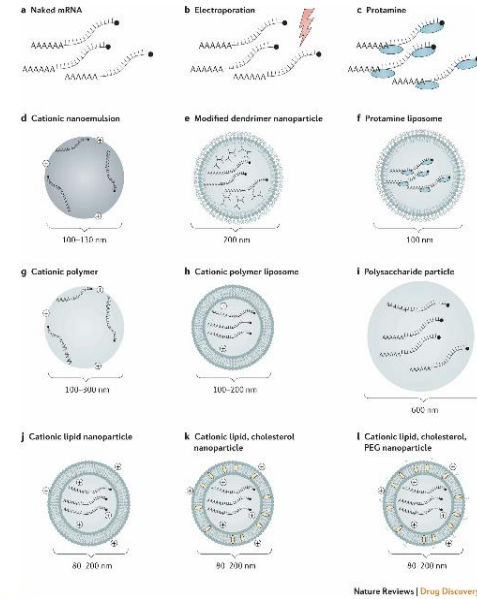 a Naked mRNA
b Electroporation
c Protamine
AAAAAA
AAAAAA
AAAAAA
AAAAAA
AAAAAA
AAAAAA
d Cationic nanoemulsion
e Modified dendrimer nanoparticle
f Protamine liposome
100–130 nm
200 nm
100 nm
g Cationic polymer
h Cationic polymer liposome
i Polysaccharide particle
100–300 nm
100–200 nm
600 nm
j Cationic lipid nanoparticle
k Cationic lipid, cholesterol
nanoparticle
l Cationic lipid, cholesterol,
PEG nanoparticle
80–200 nm
80–200 nm
80–200 nm
Nature Reviews | Drug Discovery